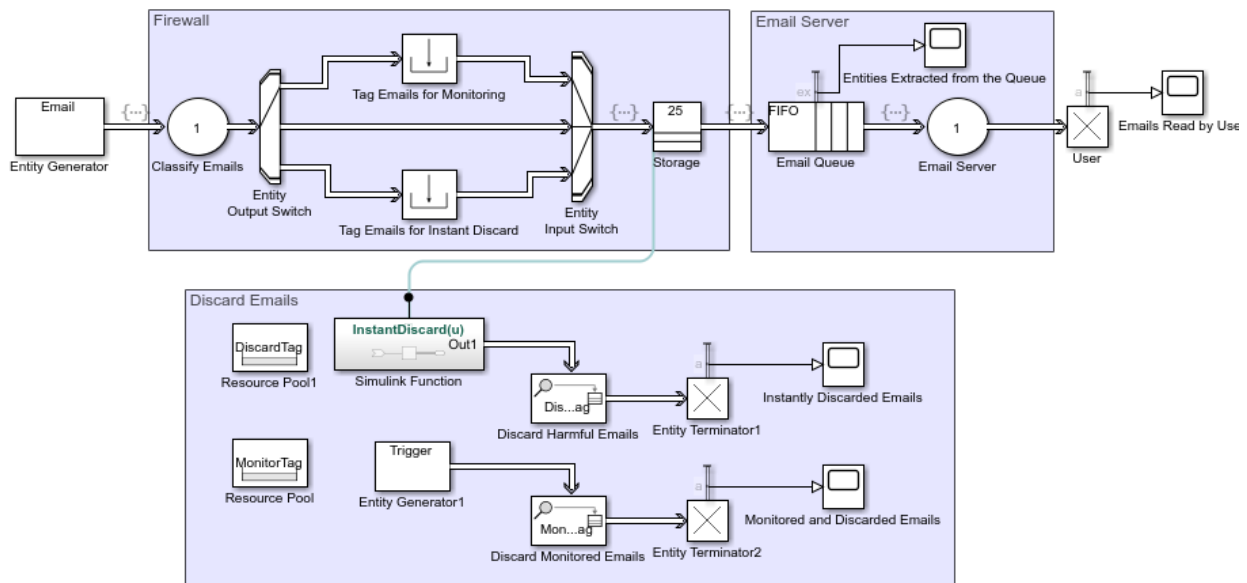 Firewall
Email Server
Tag Emails for Monitoring
ex
Entities Extracted from the Queue
a
Emails Read by Use
Email
Entity Generator
{...}
1
Classify Emails
Entity
Output Switch
Tag Emails for Instant Discard
Entity
Input Switch
{...}
25
Storage
{...}
FIFO
Email Queue
{...}
1
Email Server
User
Discard Emails
DiscardTag
Resource Pool1
InstantDiscard(u)
Out1
Simulink Function
Dis...ag
Discard Harmful Emails
a
Entity Terminator1
Instantly Discarded Emails
MonitorTag
Resource Pool
Trigger
Entity Generator1
Mon...ag
Discard Monitored Emails
a
Entity Terminator2
Monitored and Discarded Emails